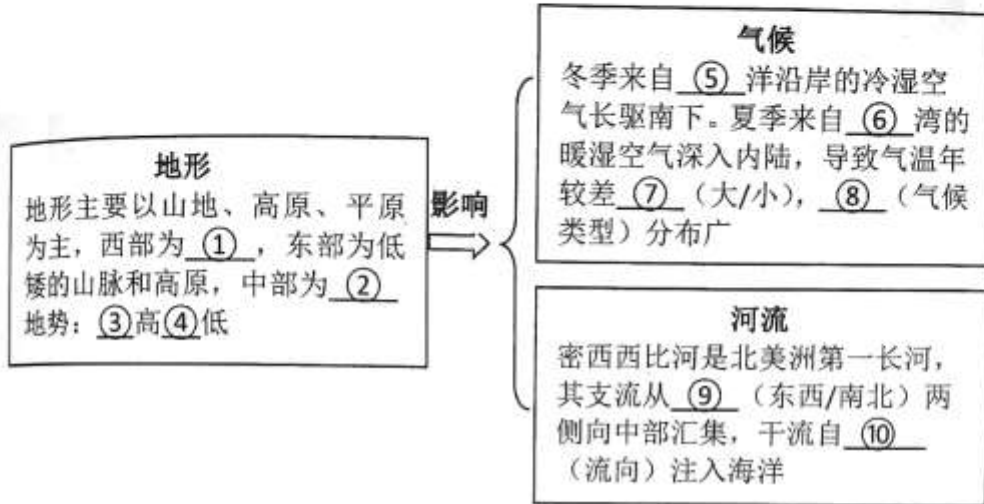 地形
地形主要以山地、高原、平原
为主，西部为 ① ，东部为低
矮的山脉和高原，中部为 ②
地势：③高④低
影响
气候
冬季来自 ⑤ 洋沿岸的冷湿空
气长驱南下。夏季来自 ⑥ 湾的
暖湿空气深入内陆，导致气温年
较差 ⑦ （大/小），⑧ （气候
类型）分布广
河流
密西西比河是北美洲第一长河，
其支流从 ⑨ （东西/南北）两
侧向中部汇集，干流自 ⑩
（流向）注入海洋